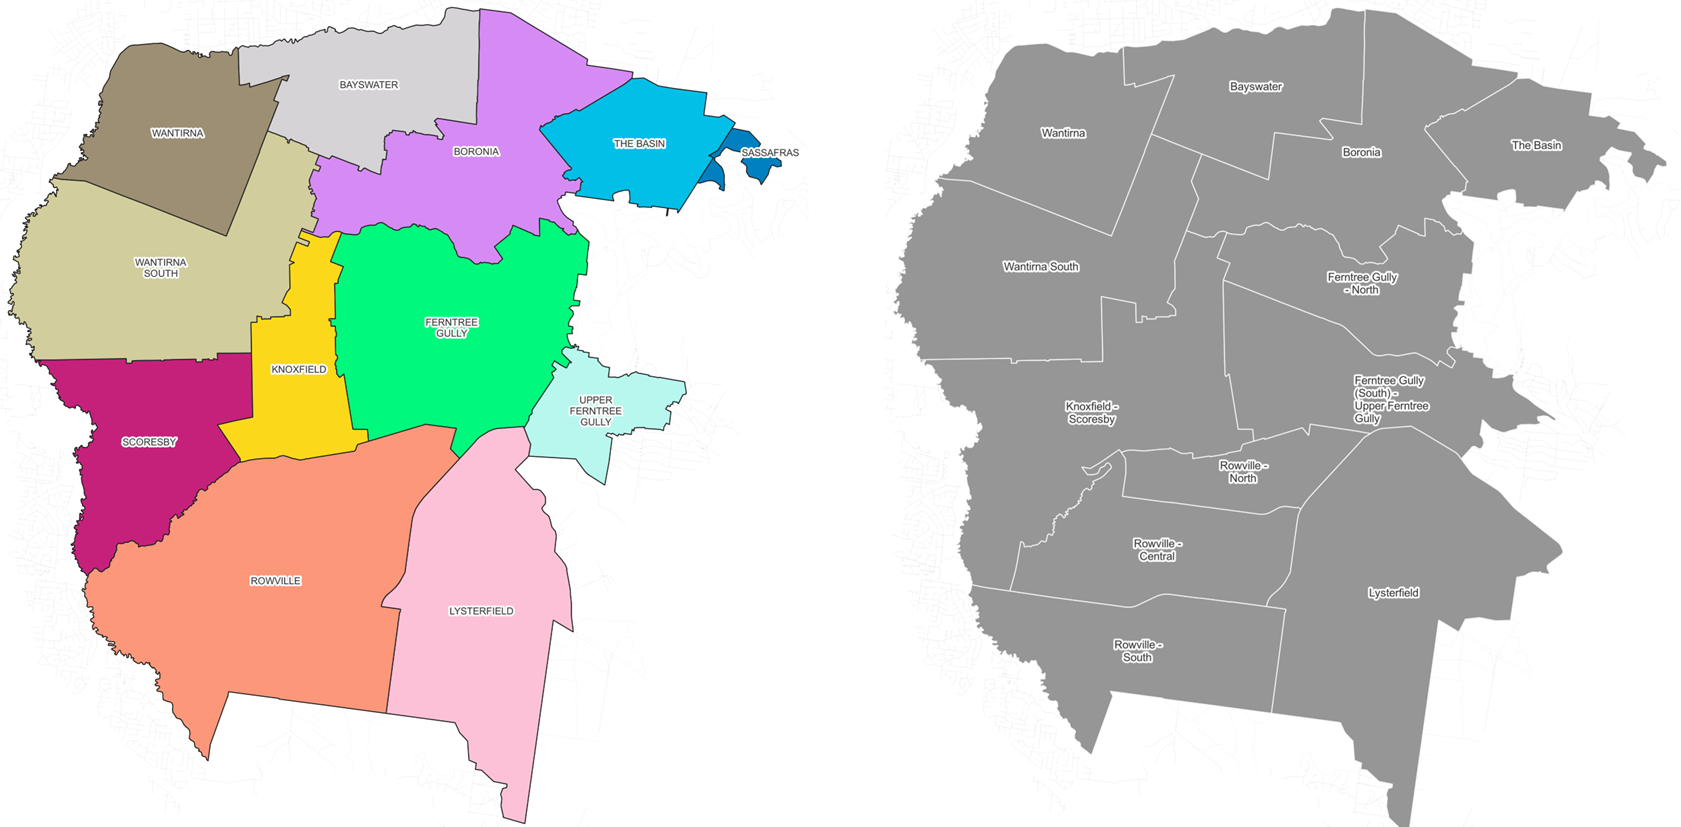 BAYSWATER
WANTIRNA
BORONIA
THE BASIN
SASSAFRAS
WANTIRNA
SOUTH
FERNTREE
GULLY
KNOXFIELD
UPPER
FERNTREE
GULLY
SCORESBY
ROWVILLE
LYSTERFIELD
Bayswater
Wantirna
Boronia
The Basin
Wantirna South
Ferntree Gully
- North
Knoxfield -
Scoresby
Ferntree Gully
(South) -
Upper Ferntree
Gully
Rowville -
North
Rowville -
Central
Lysterfield
Rowville -
South